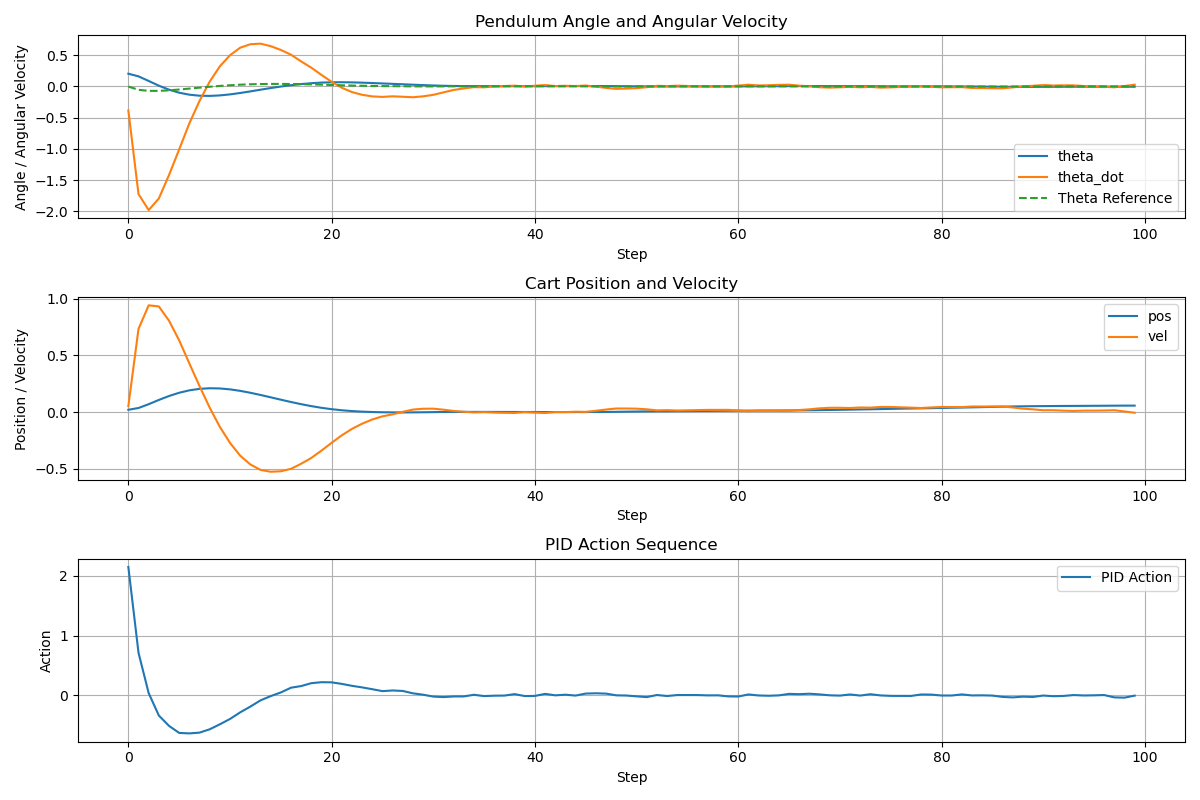 Pendulum Angle and Angular Velocity
Angle / Angular Velocity
0.5
0.0
−0.5
−1.0
−1.5
−2.0
theta
theta_dot
Theta Reference
0 20 40 60 80 100
Step
Cart Position and Velocity
Position / Velocity
1.0
0.5
0.0
−0.5
pos
vel
0 20 40 60 80 100
Step
PID Action Sequence
Action
2
1
0
PID Action
0 20 40 60 80 100
Step